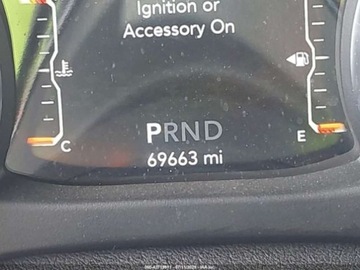 Ignition or
Accessory On
PRND
C
E
69663 mi